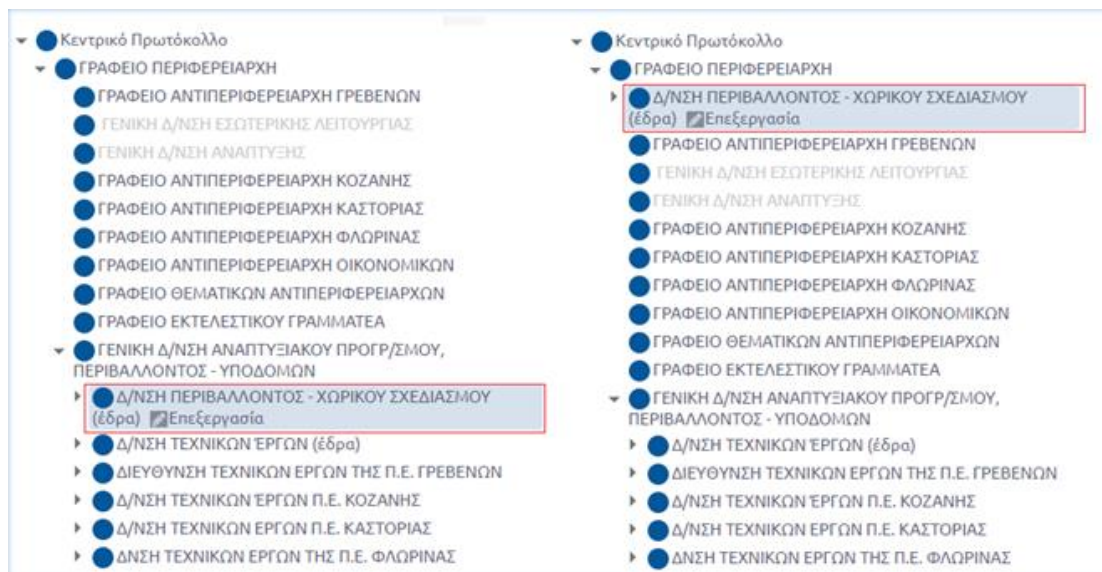 Κεντρικό Πρωτόκολλο
ΓΡΑΦΕΙΟ ΠΕΡΙΦΕΡΕΙΑΡΧΗ
ΓΡΑΦΕΙΟ ΑΝΤΙΠΕΡΙΦΕΡΕΙΑΡΧΗ ΓΡΕΒΕΝΩΝ
ΓΕΝΙΚΗ Δ/ΝΣΗ ΕΣΩΤΕΡΙΚΗΣ ΛΕΙΤΟΥΡΓΙΑΣ
ΓΕΝΙΚΗ Δ/ΝΣΗ ΑΝΑΠΤΥΞΗΣ
ΓΡΑΦΕΙΟ ΑΝΤΙΠΕΡΙΦΕΡΕΙΑΡΧΗ ΚΟΖΑΝΗΣ
ΓΡΑΦΕΙΟ ΑΝΤΙΠΕΡΙΦΕΡΕΙΑΡΧΗ ΚΑΣΤΟΡΙΑΣ
ΓΡΑΦΕΙΟ ΑΝΤΙΠΕΡΙΦΕΡΕΙΑΡΧΗ ΦΛΩΡΙΝΑΣ
ΓΡΑΦΕΙΟ ΑΝΤΙΠΕΡΙΦΕΡΕΙΑΡΧΗ ΟΙΚΟΝΟΜΙΚΩΝ
ΓΡΑΦΕΙΟ ΘΕΜΑΤΙΚΩΝ ΑΝΤΙΠΕΡΙΦΕΡΕΙΑΡΧΩΝ
ΓΡΑΦΕΙΟ ΕΚΤΕΛΕΣΤΙΚΟΥ ΓΡΑΜΜΑΤΕΑ
ΓΕΝΙΚΗ Δ/ΝΣΗ ΑΝΑΠΤΥΞΙΑΚΟΥ ΠΡΟΓΡ/ΣΜΟΥ,
ΠΕΡΙΒΑΛΛΟΝΤΟΣ - ΥΠΟΔΟΜΩΝ
Δ/ΝΣΗ ΠΕΡΙΒΑΛΛΟΝΤΟΣ - ΧΩΡΙΚΟΥ ΣΧΕΔΙΑΣΜΟΥ
(έδρα) Επεξεργασία
Δ/ΝΣΗ ΤΕΧΝΙΚΩΝ ΈΡΓΩΝ (έδρα)
ΔΙΕΥΘΥΝΣΗ ΤΕΧΝΙΚΩΝ ΕΡΓΩΝ ΤΗΣ Π.Ε. ΓΡΕΒΕΝΩΝ
Δ/ΝΣΗ ΤΕΧΝΙΚΩΝ ΈΡΓΩΝ Π.Ε. ΚΟΖΑΝΗΣ
Δ/ΝΣΗ ΤΕΧΝΙΚΩΝ ΕΡΓΩΝ Π.Ε. ΚΑΣΤΟΡΙΑΣ
ΔΝΣΗ ΤΕΧΝΙΚΩΝ ΕΡΓΩΝ ΤΗΣ Π.Ε. ΦΛΩΡΙΝΑΣ
Κεντρικό Πρωτόκολλο
ΓΡΑΦΕΙΟ ΠΕΡΙΦΕΡΕΙΑΡΧΗ
Δ/ΝΣΗ ΠΕΡΙΒΑΛΛΟΝΤΟΣ - ΧΩΡΙΚΟΥ ΣΧΕΔΙΑΣΜΟΥ
(έδρα) Επεξεργασία
ΓΡΑΦΕΙΟ ΑΝΤΙΠΕΡΙΦΕΡΕΙΑΡΧΗ ΓΡΕΒΕΝΩΝ
ΓΕΝΙΚΗ Δ/ΝΣΗ ΕΣΩΤΕΡΙΚΗΣ ΛΕΙΤΟΥΡΓΙΑΣ
ΓΕΝΙΚΗ Δ/ΝΣΗ ΑΝΑΠΤΥΞΗΣ
ΓΡΑΦΕΙΟ ΑΝΤΙΠΕΡΙΦΕΡΕΙΑΡΧΗ ΚΟΖΑΝΗΣ
ΓΡΑΦΕΙΟ ΑΝΤΙΠΕΡΙΦΕΡΕΙΑΡΧΗ ΚΑΣΤΟΡΙΑΣ
ΓΡΑΦΕΙΟ ΑΝΤΙΠΕΡΙΦΕΡΕΙΑΡΧΗ ΦΛΩΡΙΝΑΣ
ΓΡΑΦΕΙΟ ΑΝΤΙΠΕΡΙΦΕΡΕΙΑΡΧΗ ΟΙΚΟΝΟΜΙΚΩΝ
ΓΡΑΦΕΙΟ ΘΕΜΑΤΙΚΩΝ ΑΝΤΙΠΕΡΙΦΕΡΕΙΑΡΧΩΝ
ΓΡΑΦΕΙΟ ΕΚΤΕΛΕΣΤΙΚΟΥ ΓΡΑΜΜΑΤΕΑ
ΓΕΝΙΚΗ Δ/ΝΣΗ ΑΝΑΠΤΥΞΙΑΚΟΥ ΠΡΟΓΡ/ΣΜΟΥ,
ΠΕΡΙΒΑΛΛΟΝΤΟΣ - ΥΠΟΔΟΜΩΝ
Δ/ΝΣΗ ΤΕΧΝΙΚΩΝ ΈΡΓΩΝ (έδρα)
ΔΙΕΥΘΥΝΣΗ ΤΕΧΝΙΚΩΝ ΕΡΓΩΝ ΤΗΣ Π.Ε. ΓΡΕΒΕΝΩΝ
Δ/ΝΣΗ ΤΕΧΝΙΚΩΝ ΈΡΓΩΝ Π.Ε. ΚΟΖΑΝΗΣ
Δ/ΝΣΗ ΤΕΧΝΙΚΩΝ ΕΡΓΩΝ Π.Ε. ΚΑΣΤΟΡΙΑΣ
ΔΝΣΗ ΤΕΧΝΙΚΩΝ ΕΡΓΩΝ ΤΗΣ Π.Ε. ΦΛΩΡΙΝΑΣ